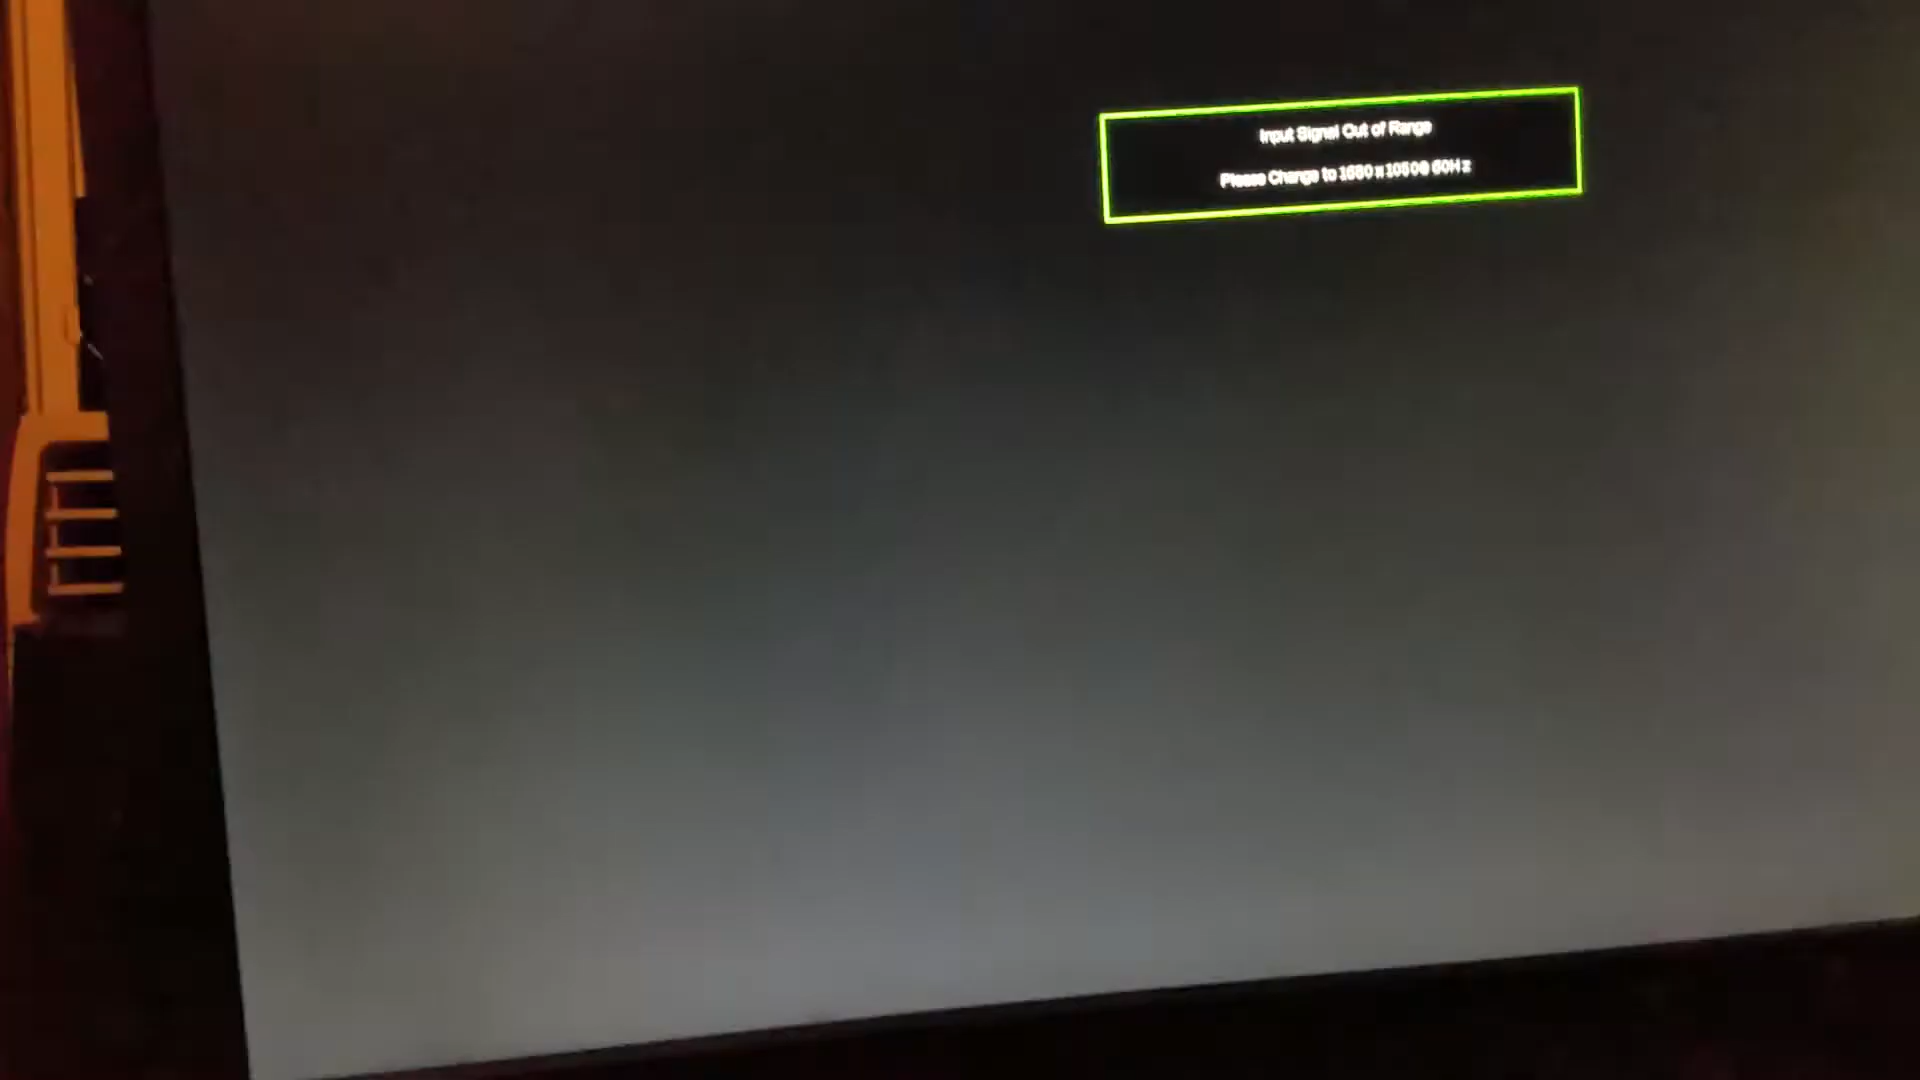 Input Signal Out of Range
Please Change to 1680 x 1050@ 60Hz